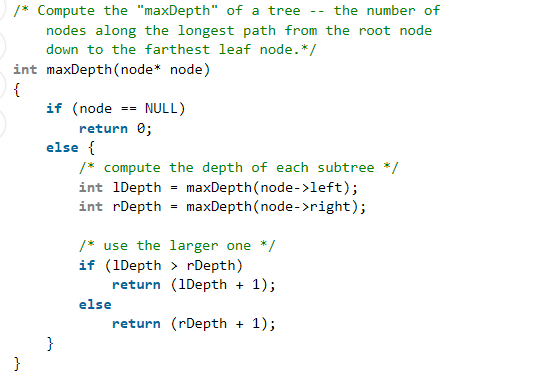 /* Compute the "maxDepth" of a tree -- the number of
    nodes along the longest path from the root node
    down to the farthest leaf node.*/
int maxDepth(node* node)
{
    if (node == NULL)
        return 0;
    else {
        /* compute the depth of each subtree */
        int lDepth = maxDepth(node->left);
        int rDepth = maxDepth(node->right);

        /* use the larger one */
        if (lDepth > rDepth)
            return (lDepth + 1);
        else
            return (rDepth + 1);
    }
}